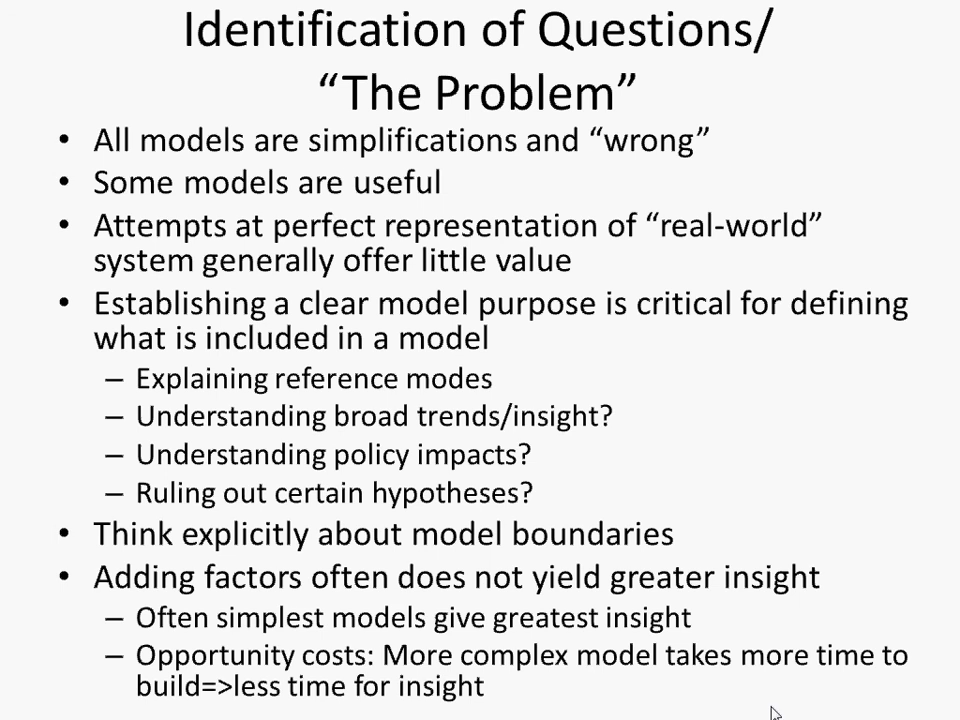 Identification of Questions/
“The Problem”
• All models are simplifications and “wrong”
• Some models are useful
• Attempts at perfect representation of “real-world”
system generally offer little value
• Establishing a clear model purpose is critical for defining
what is included in a model
– Explaining reference modes
– Understanding broad trends/insight?
– Understanding policy impacts?
– Ruling out certain hypotheses?
• Think explicitly about model boundaries
• Adding factors often does not yield greater insight
– Often simplest models give greatest insight
– Opportunity costs: More complex model takes more time to
build=>less time for insight